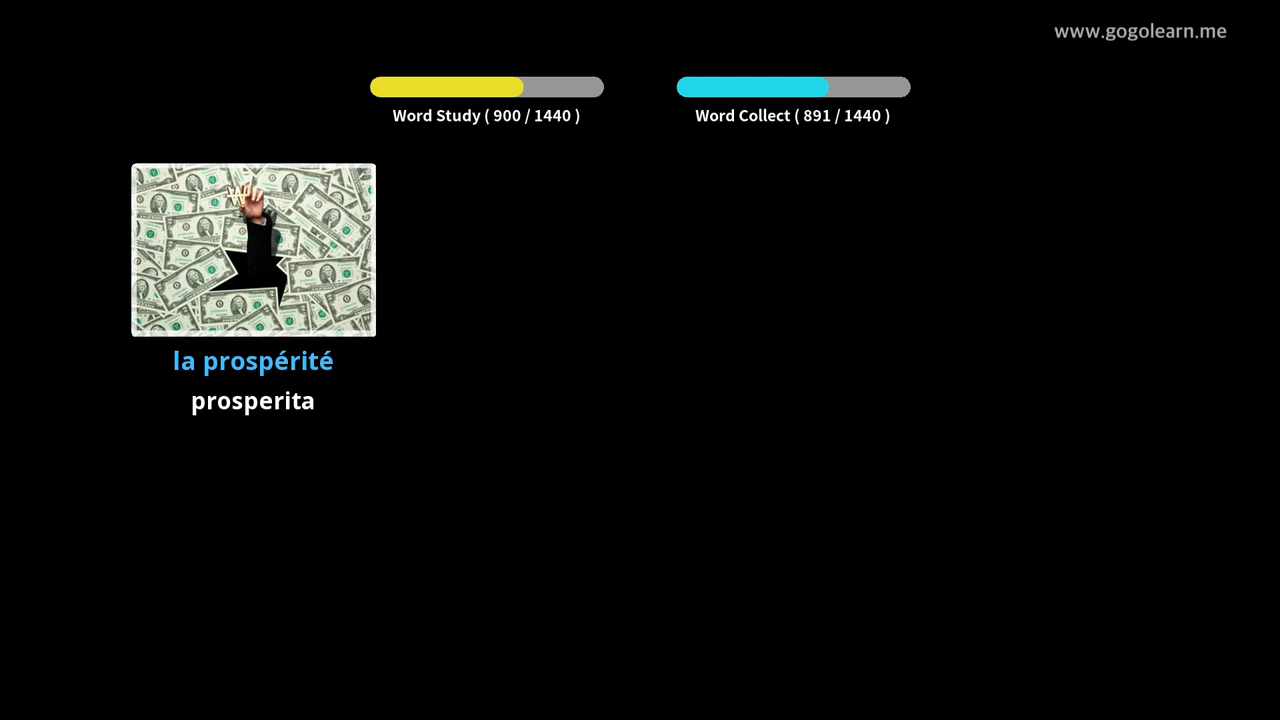 www.gogolearn.me
Word Study ( 900 / 1440 )
Word Collect ( 891 / 1440 )
la prospérité
prosperita